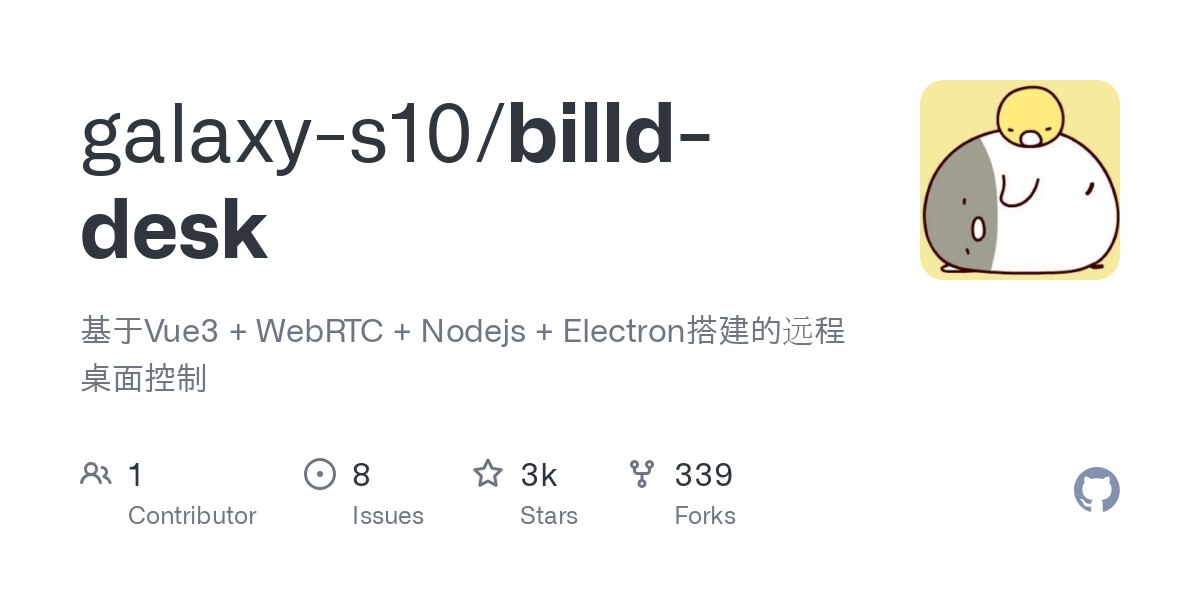 galaxy-s10/billd-
desk
基于Vue3 + WebRTC + Nodejs + Electron搭建的远程
桌面控制
1 8 3k 339
Contributor Issues Stars Forks